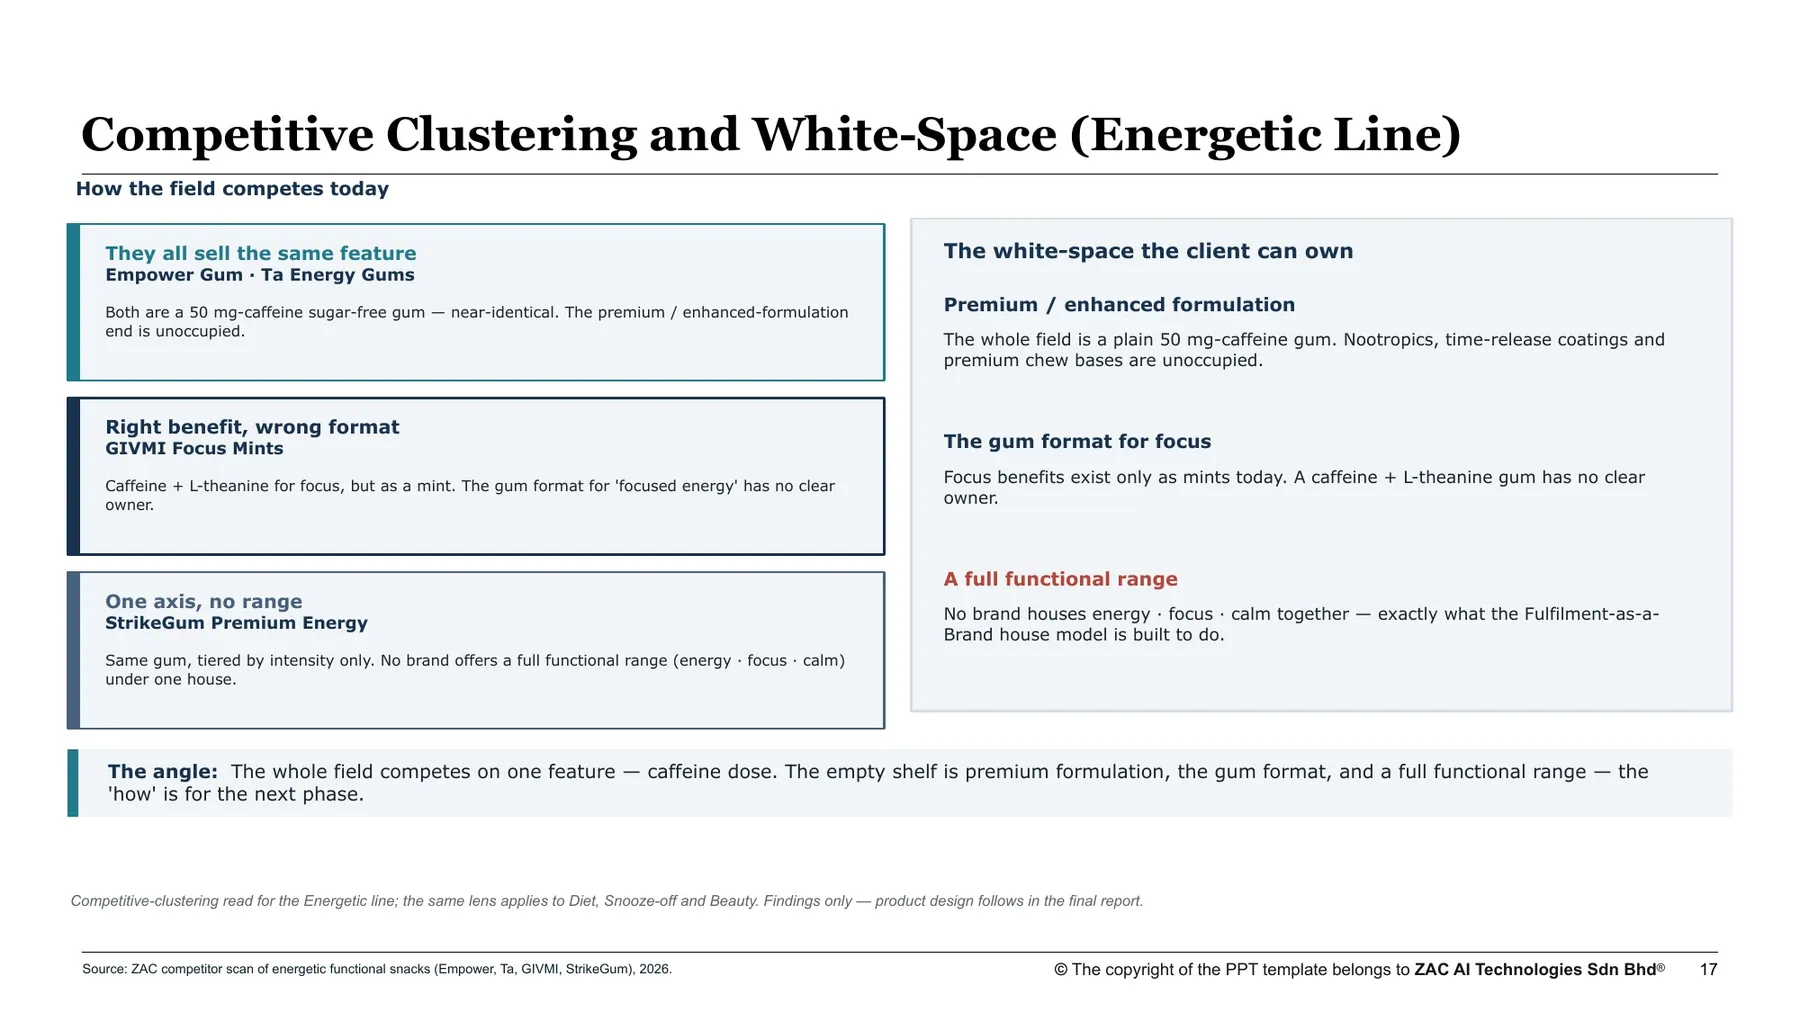 Competitive Clustering and White-Space (Energetic Line)
How the field competes today
They all sell the same feature
Empower Gum · Ta Energy Gums
Both are a 50 mg-caffeine sugar-free gum — near-identical. The premium / enhanced-formulation
end is unoccupied.
Right benefit, wrong format
GIVMI Focus Mints
Caffeine + L-theanine for focus, but as a mint. The gum format for 'focused energy' has no clear
owner.
One axis, no range
StrikeGum Premium Energy
Same gum, tiered by intensity only. No brand offers a full functional range (energy · focus · calm)
under one house.
The white-space the client can own
Premium / enhanced formulation
The whole field is a plain 50 mg-caffeine gum. Nootropics, time-release coatings and
premium chew bases are unoccupied.
The gum format for focus
Focus benefits exist only as mints today. A caffeine + L-theanine gum has no clear
owner.
A full functional range
No brand houses energy · focus · calm together — exactly what the Fulfilment-as-a-
Brand house model is built to do.
The angle: The whole field competes on one feature — caffeine dose. The empty shelf is premium formulation, the gum format, and a full functional range — the
'how' is for the next phase.
Competitive-clustering read for the Energetic line; the same lens applies to Diet, Snooze-off and Beauty. Findings only — product design follows in the final report.
Source: ZAC competitor scan of energetic functional snacks (Empower, Ta, GIVMI, StrikeGum), 2026.
© The copyright of the PPT template belongs to ZAC AI Technologies Sdn Bhd®
17